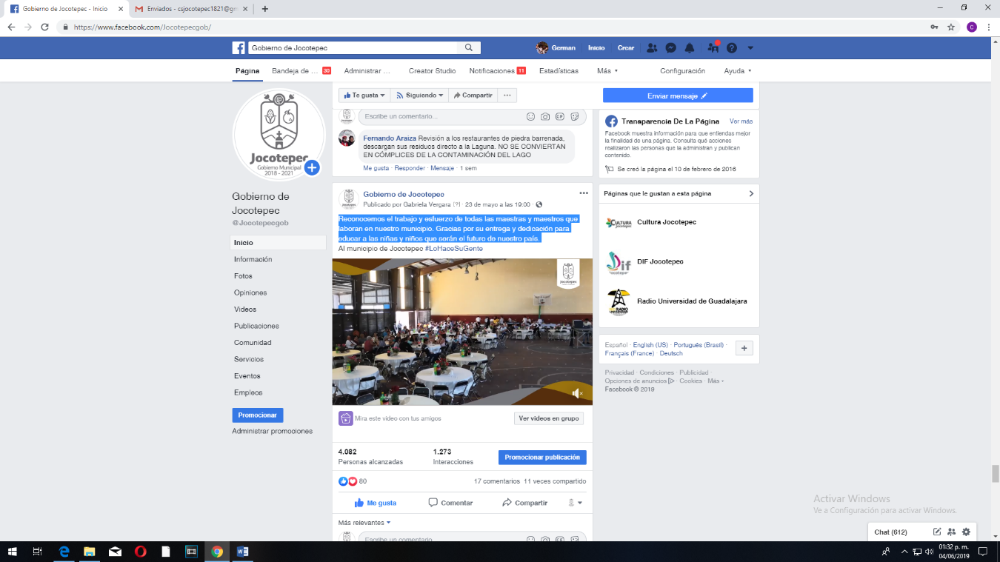 Gobierno de Jocotepec - Inicio
Enviados - csjocotepec1821@gm
https://www.facebook.com/Jocotepecgob/
C
Gobierno de Jocotepec
German
Inicio
Crear
Página
Bandeja de ... 30
Administrar ...
Creator Studio
Notificaciones 11
Estadísticas
Más
Configuración
Ayuda
Te gusta
Siguiendo
Compartir
Enviar mensaje
Jocotepec
Gobierno Municipal
2018 - 2021
Gobierno de
Jocotepec
@Jocotepecgob
Inicio
Información
Fotos
Opiniones
Videos
Publicaciones
Comunidad
Servicios
Eventos
Empleos
Promocionar
Administrar promociones
Escribe un comentario...
Fernando Araiza Revisión a los restaurantes de piedra barrenada,
descargan sus residuos directo a la Laguna. NO SE CONVIERTAN
EN CÓMPLICES DE LA CONTAMINACIÓN DEL LAGO
Me gusta · Responder · Mensaje · 1 sem
Gobierno de Jocotepec
Publicado por Gabriela Vergara [?] · 23 de mayo a las 19:00 ·
Reconocemos el trabajo y esfuerzo de todas las maestras y maestros que
laboran en nuestro municipio. Gracias por su entrega y dedicación para
educar a las niñas y niños que serán el futuro de nuestro país.
Al municipio de Jocotepec #LoHaceSuGente
Mira este video con tus amigos
Ver videos en grupo
4.082
Personas alcanzadas
1.273
Interacciones
Promocionar publicación
80
17 comentarios 11 veces compartido
Me gusta
Comentar
Compartir
Más relevantes
Escribe un comentario...
Transparencia De La Página
Ver más
Facebook muestra información para que entiendas mejor
la finalidad de una página. Consulta qué acciones
realizaron las personas que la administran y publican
contenido.
Se creó la página el 10 de febrero de 2016
Páginas que le gustan a esta página
Cultura Jocotepec
DIF Jocotepec
Radio Universidad de Guadalajara
Español · English (US) · Português (Brasil) ·
Français (France) · Deutsch
Privacidad · Condiciones · Publicidad ·
Opciones de anuncios · Cookies · Más
Facebook © 2019
Activar Windows
Ve a Configuración para activar Windows.
Chat (612)
01:32 p. m.
04/06/2019